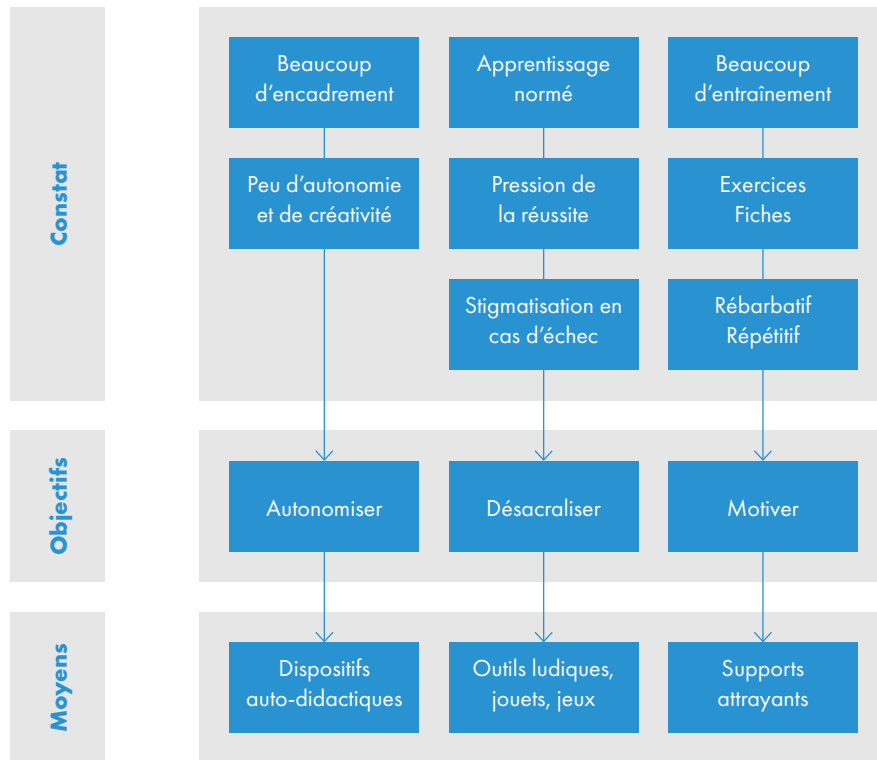 Constat
Beaucoup
d’encadrement
Apprentissage
normé
Beaucoup
d’entraînement
Peu d’autonomie
et de créativité
Pression de
la réussite
Exercices
Fiches
Stigmatisation en
cas d’échec
Rébarbatif
Répétitif
Objectifs
Autonomiser
Désacraliser
Motiver
Moyens
Dispositifs
auto-didactiques
Outils ludiques,
jouets, jeux
Supports
attrayants